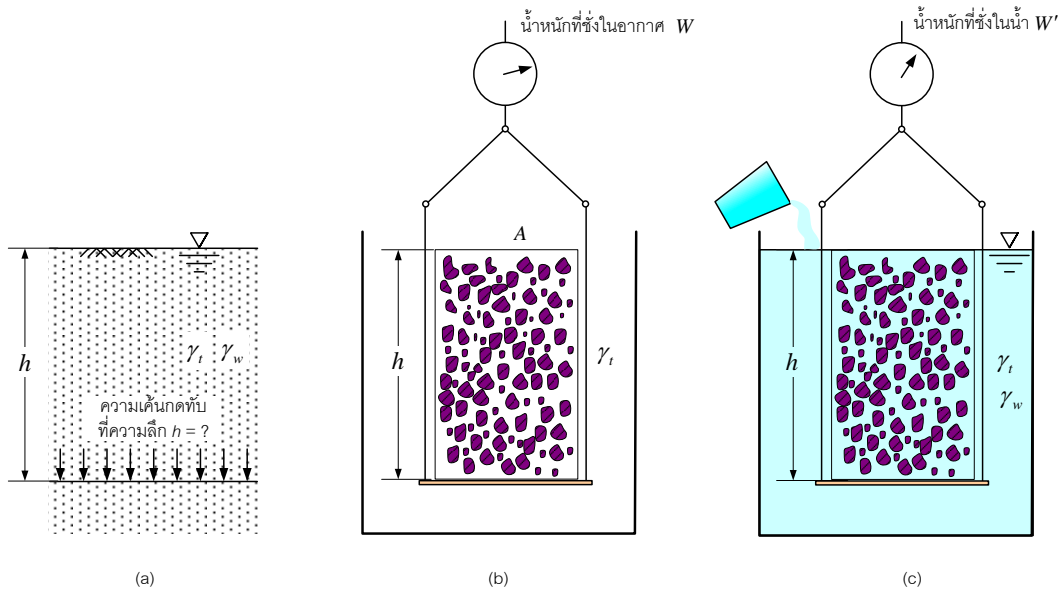 น้ำหนักที่ชั่งในอากาศ W
น้ำหนักที่ชั่งในน้ำ W'
h
γt γw
ความเค้นกดทับ
ที่ความลึก h = ?
(a)
A
h
γt
(b)
h
γt
γw
(c)